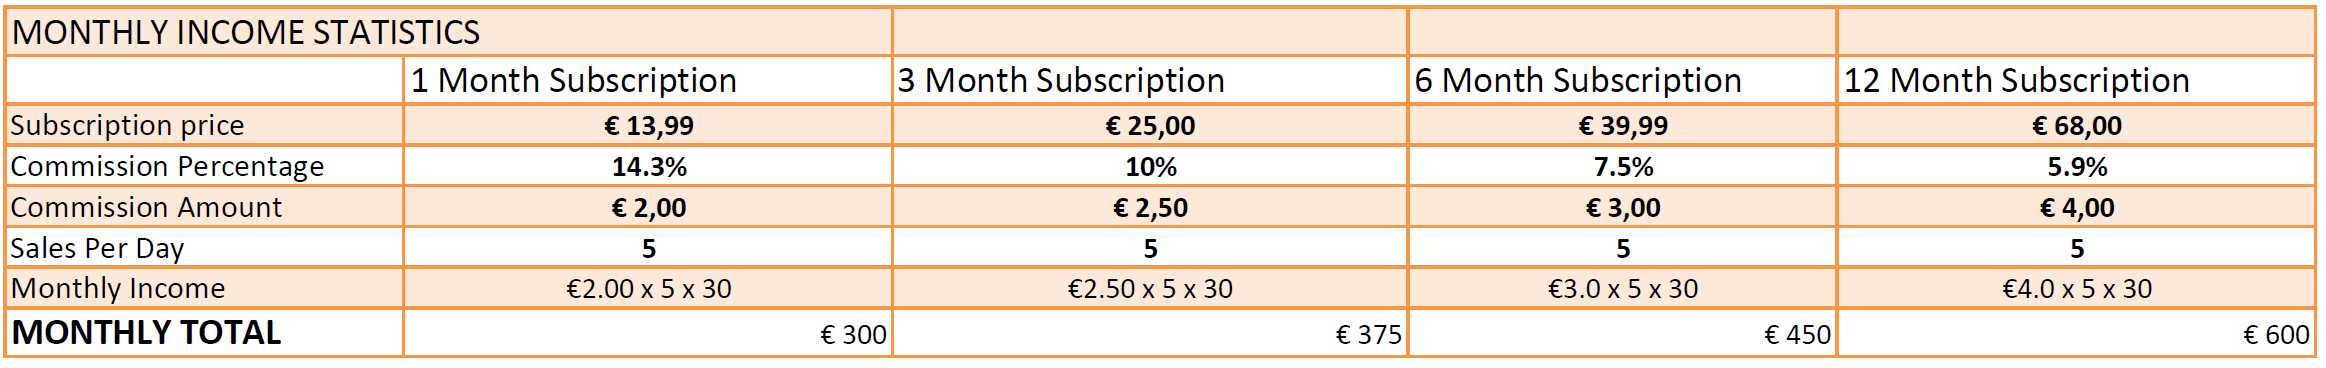 MONTHLY INCOME STATISTICS
1 Month Subscription 3 Month Subscription 6 Month Subscription 12 Month Subscription
Subscription price € 13,99 € 25,00 € 39,99 € 68,00
Commission Percentage 14.3% 10% 7.5% 5.9%
Commission Amount € 2,00 € 2,50 € 3,00 € 4,00
Sales Per Day 5 5 5 5
Monthly Income €2.00 x 5 x 30 €2.50 x 5 x 30 €3.0 x 5 x 30 €4.0 x 5 x 30
MONTHLY TOTAL € 300 € 375 € 450 € 600